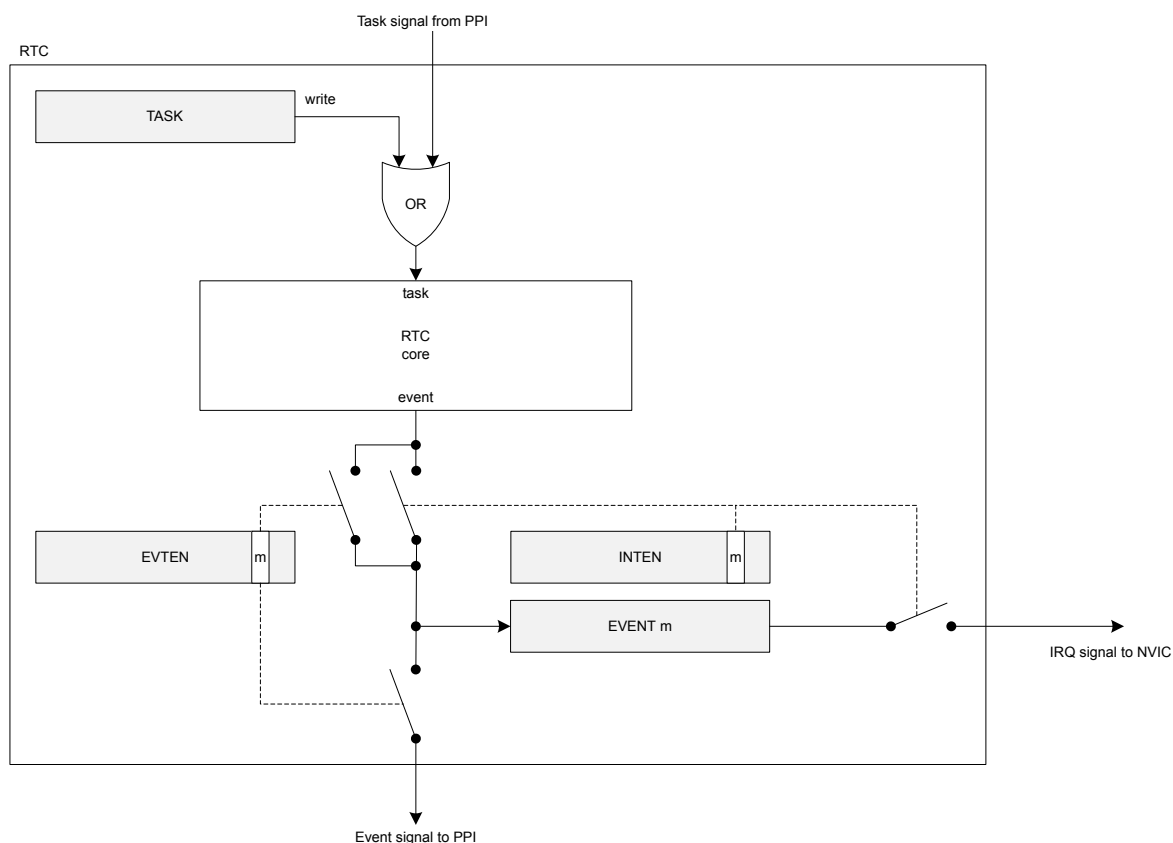 Task signal from PPI
RTC
write
TASK
OR
task
RTC
core
event
EVTEN
m
INTEN
m
EVENT m
IRQ signal to NVIC
Event signal to PPI